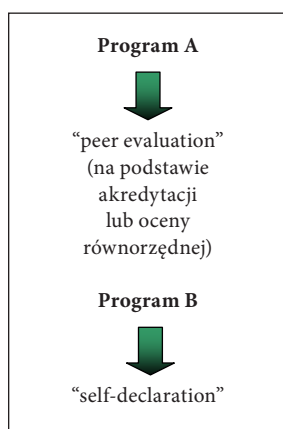 Program A
“peer evaluation”
(na podstawie
akredytacji
lub oceny
równorzędnej)
Program B
“self-declaration”